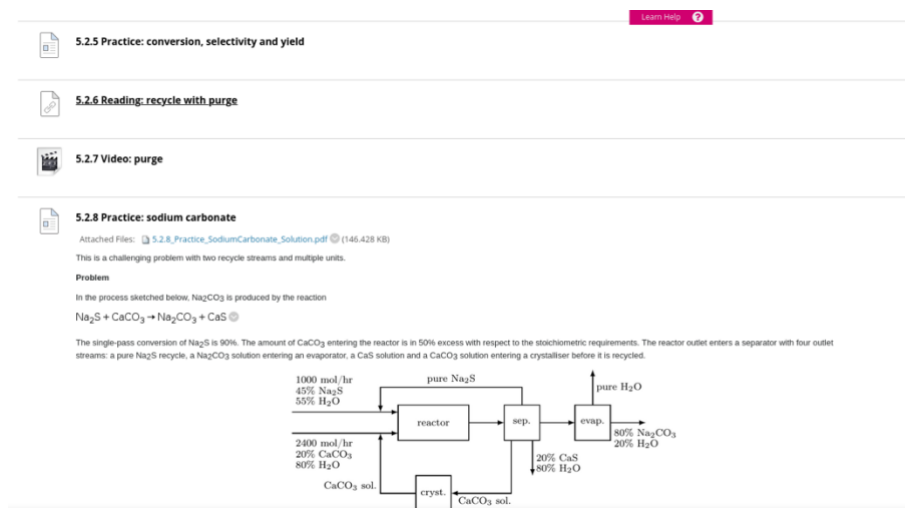 Learn Help ?
5.2.5 Practice: conversion, selectivity and yield
5.2.6 Reading: recycle with purge
5.2.7 Video: purge
5.2.8 Practice: sodium carbonate
Attached Files: 5.2.8_Practice_SodiumCarbonate_Solution.pdf (146.428 KB)
This is a challenging problem with two recycle streams and multiple units.
Problem
In the process sketched below, Na₂CO₃ is produced by the reaction
Na₂S + CaCO₃ → Na₂CO₃ + CaS
The single-pass conversion of Na₂S is 90%. The amount of CaCO₃ entering the reactor is in 50% excess with respect to the stoichiometric requirements. The reactor outlet enters a separator with four outlet
streams: a pure Na₂S recycle, a Na₂CO₃ solution entering an evaporator, a CaS solution and a CaCO₃ solution entering a crystalliser before it is recycled.
1000 mol/hr
45% Na₂S
55% H₂O
pure Na₂S
pure H₂O
reactor
sep.
evap.
80% Na₂CO₃
20% H₂O
2400 mol/hr
20% CaCO₃
80% H₂O
20% CaS
80% H₂O
CaCO₃ sol.
cryst.
CaCO₃ sol.